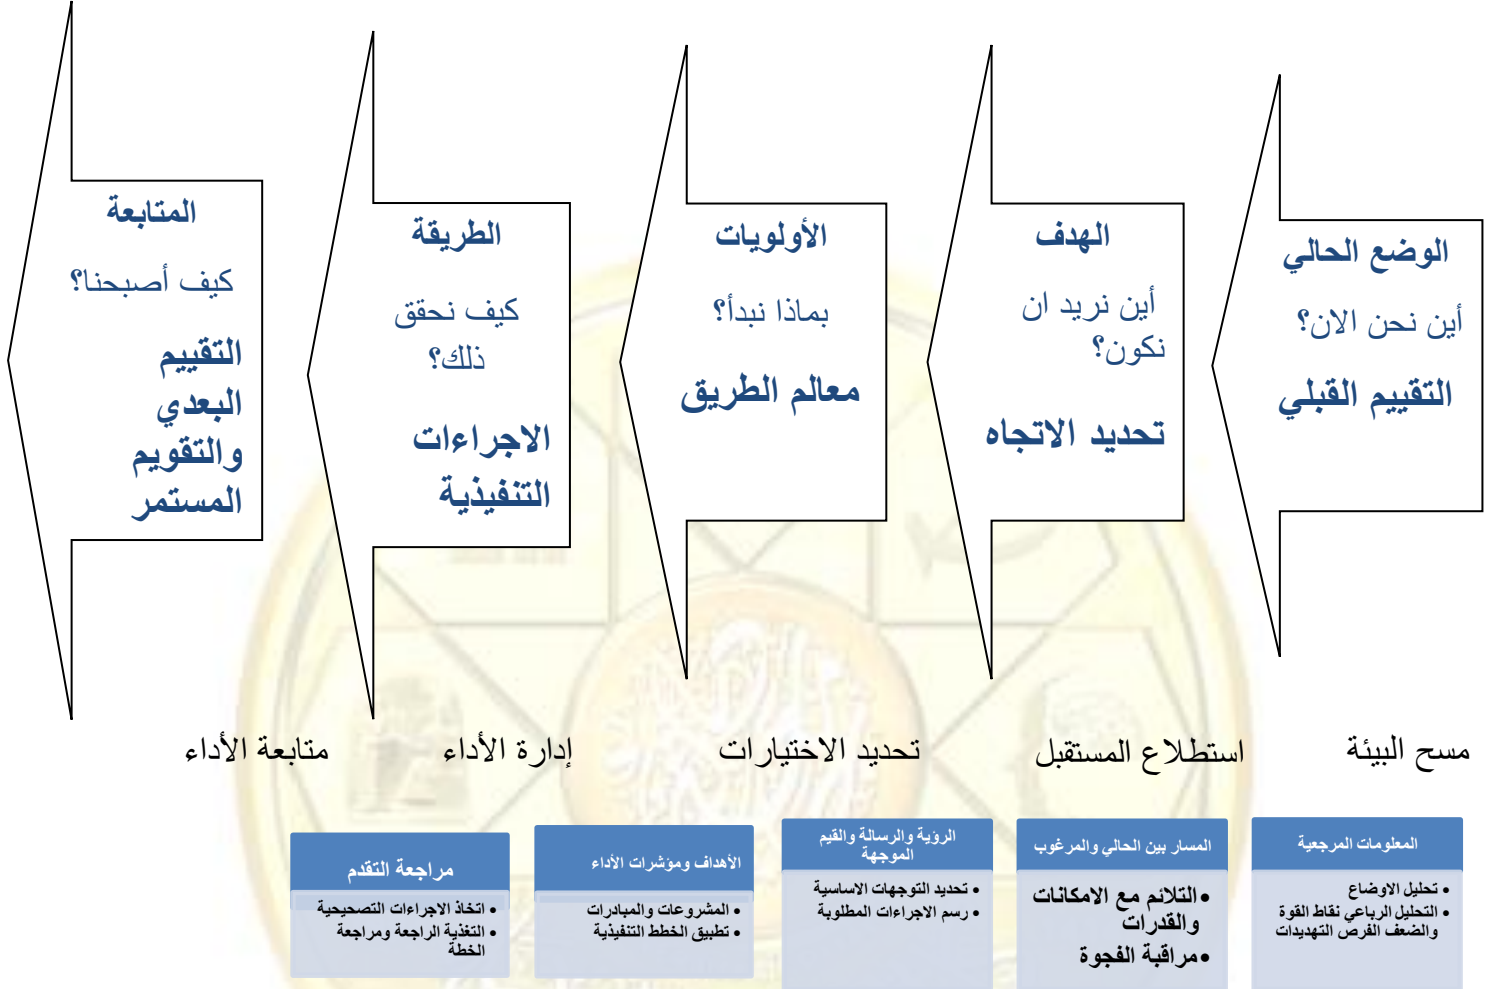 الوضع الحالي
أين نحن الان؟
التقييم القبلي
الهدف
أين نريد ان
نكون؟
تحديد الاتجاه
الأولويات
بماذا نبدأ؟
معالم الطريق
الطريقة
كيف نحقق
ذلك؟
الاجراءات
التنفيذية
المتابعة
كيف أصبحنا؟
التقييم
البعدي
والتقويم
المستمر
مسح البيئة
استطلاع المستقبل
تحديد الاختيارات
إدارة الأداء
متابعة الأداء
المعلومات المرجعية
• تحليل الاوضاع
• التحليل الرباعي نقاط القوة
والضعف الفرص التهديدات
المسار بين الحالي والمرغوب
•التلائم مع الامكانات
والقدرات
•مراقبة الفجوة
الرؤية والرسالة والقيم
الموجهة
• تحديد التوجهات الاساسية
• رسم الاجراءات المطلوبة
الأهداف ومؤشرات الأداء
• المشروعات والمبادرات
• تطبيق الخطط التنفيذية
مراجعة التقدم
• اتخاذ الاجراءات التصحيحية
• التغذية الراجعة ومراجعة
الخطة